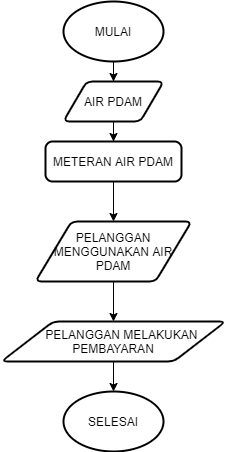 MULAI
AIR PDAM
METERAN AIR PDAM
PELANGGAN
MENGGUNAKAN AIR
PDAM
PELANGGAN MELAKUKAN
PEMBAYARAN
SELESAI